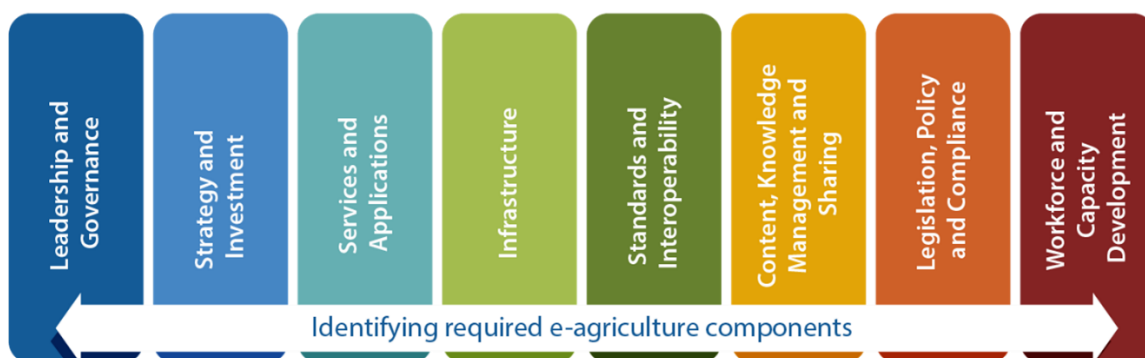 Leadership and
Governance
Strategy and
Investment
Services and
Applications
Infrastructure
Standards and
Interoperability
Content, Knowledge
Management and
Sharing
Legislation, Policy
and Compliance
Workforce and
Capacity
Development
Identifying required e-agriculture components